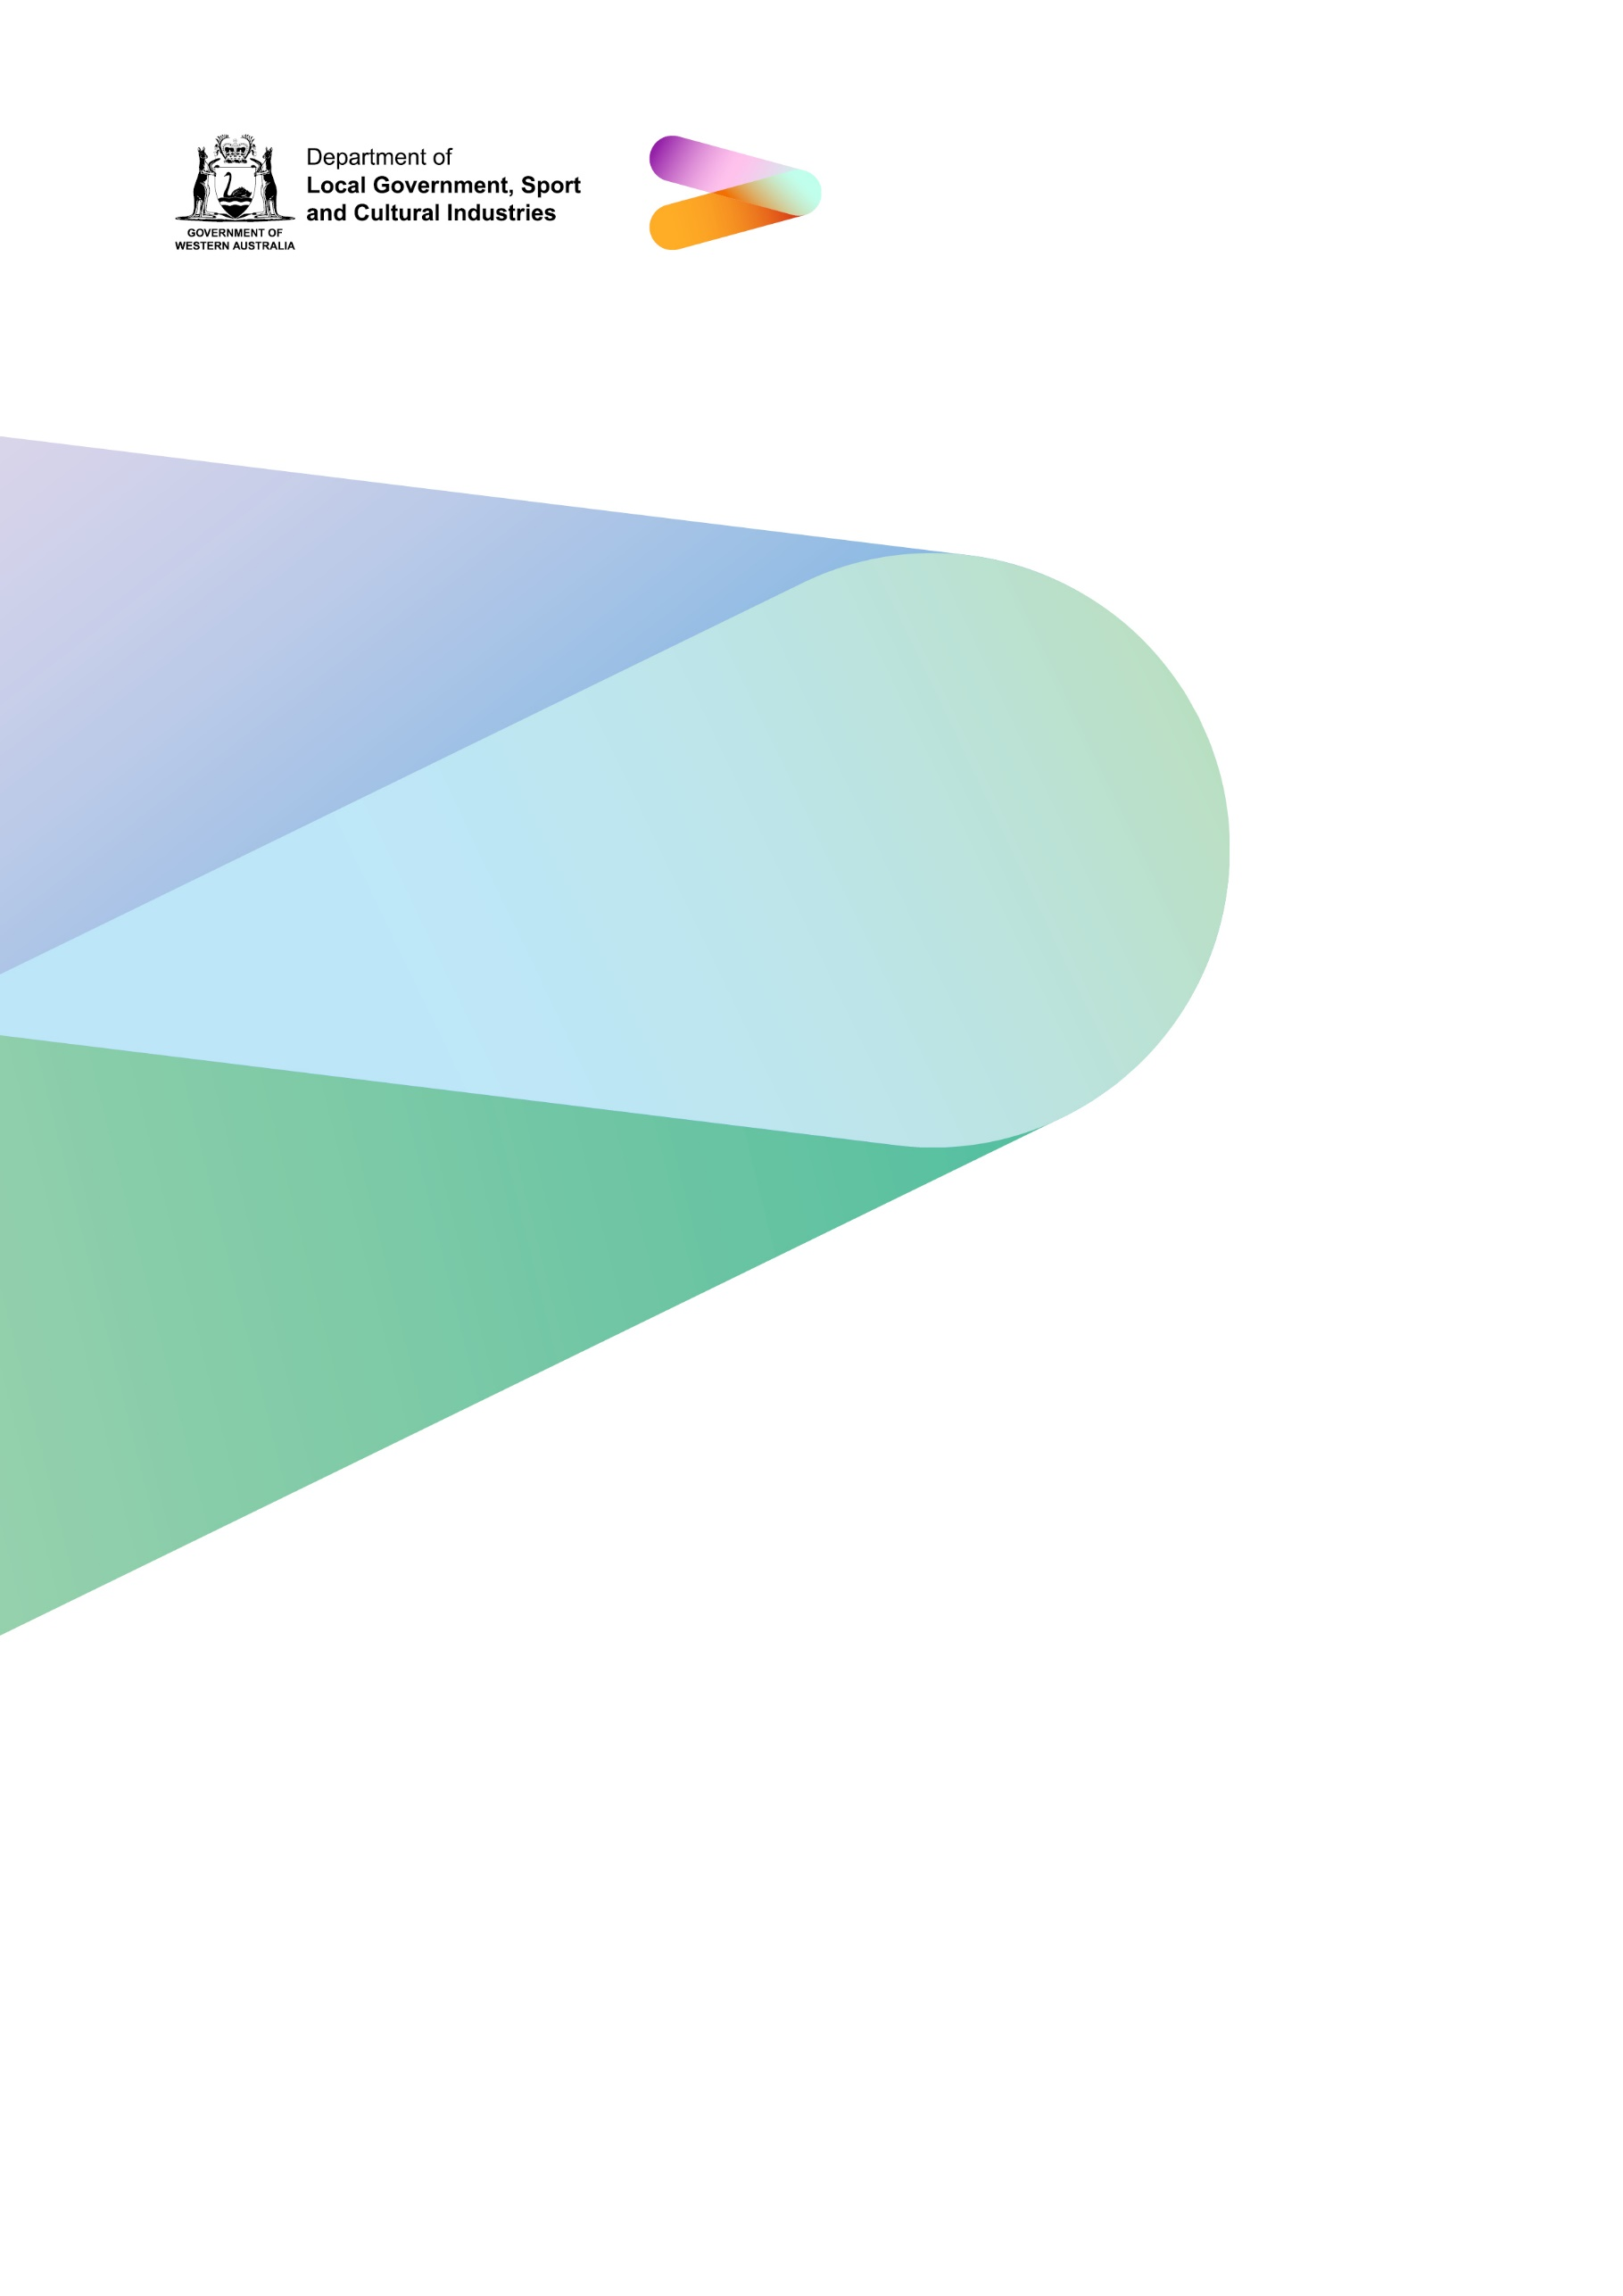 Department of
Local Government, Sport
and Cultural Industries
GOVERNMENT OF
WESTERN AUSTRALIA